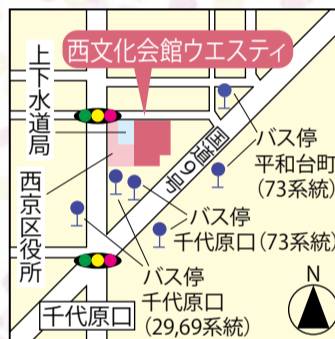 西文化会館ウエスティ
上下水道局
西京区役所
国道9号
バス停
平和台町
(73系統)
バス停
千代原口(73系統)
バス停
千代原口
(29,69系統)
千代原口
N